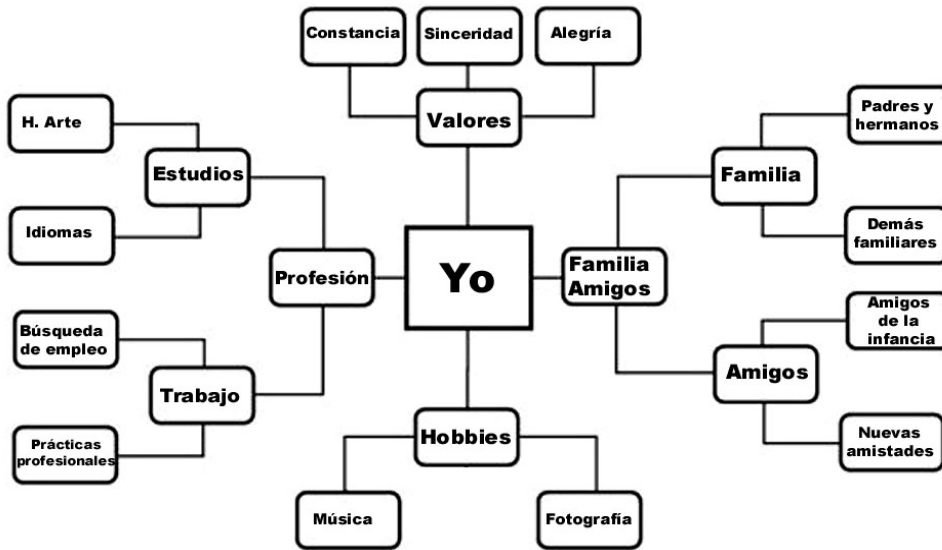 Constancia
Sinceridad
Alegría
Valores
H. Arte
Estudios
Idiomas
Profesión
Búsqueda
de empleo
Trabajo
Prácticas
profesionales
Yo
Familia
Amigos
Familia
Padres y
hermanos
Demás
familiares
Amigos
Amigos
de la
infancia
Nuevas
amistades
Hobbies
Música
Fotografía